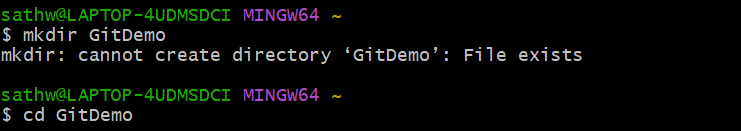 sathw@LAPTOP-4UDMSDCI MINGW64 ~
$ mkdir GitDemo
mkdir: cannot create directory ‘GitDemo’: File exists
sathw@LAPTOP-4UDMSDCI MINGW64 ~
$ cd GitDemo